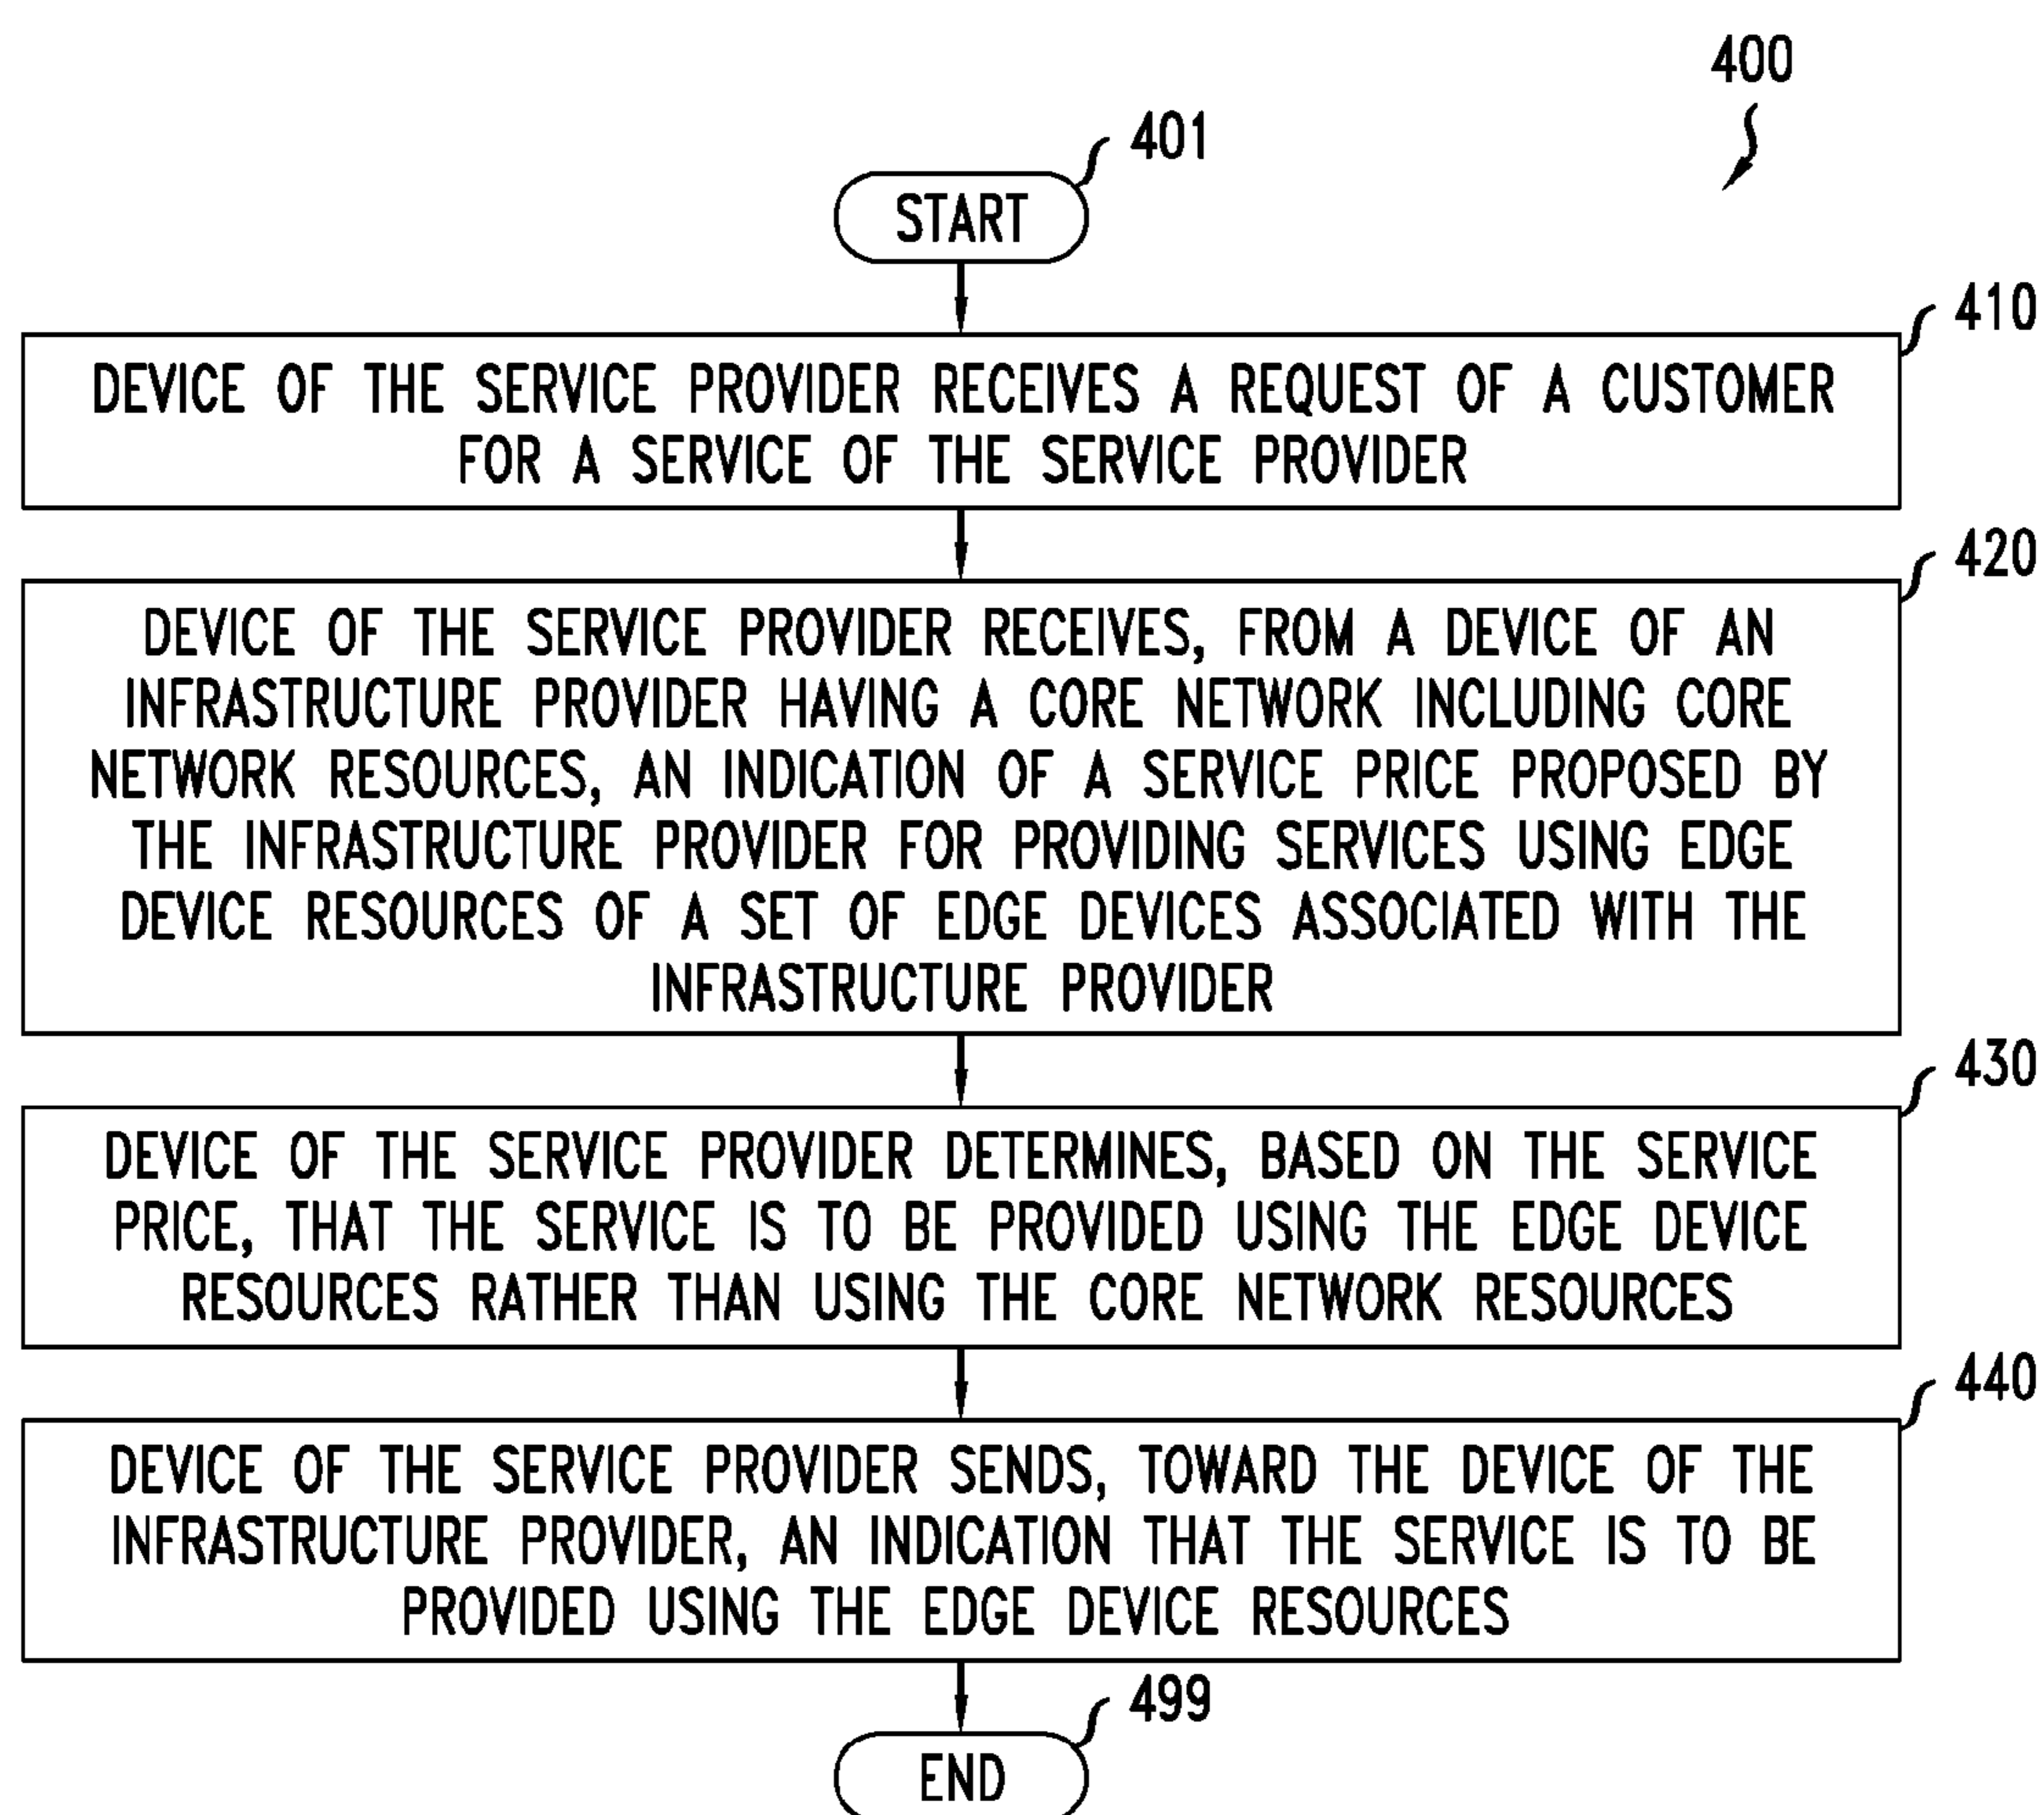 400
401
START
410
DEVICE OF THE SERVICE PROVIDER RECEIVES A REQUEST OF A CUSTOMER
FOR A SERVICE OF THE SERVICE PROVIDER
420
DEVICE OF THE SERVICE PROVIDER RECEIVES, FROM A DEVICE OF AN
INFRASTRUCTURE PROVIDER HAVING A CORE NETWORK INCLUDING CORE
NETWORK RESOURCES, AN INDICATION OF A SERVICE PRICE PROPOSED BY
THE INFRASTRUCTURE PROVIDER FOR PROVIDING SERVICES USING EDGE
DEVICE RESOURCES OF A SET OF EDGE DEVICES ASSOCIATED WITH THE
INFRASTRUCTURE PROVIDER
430
DEVICE OF THE SERVICE PROVIDER DETERMINES, BASED ON THE SERVICE
PRICE, THAT THE SERVICE IS TO BE PROVIDED USING THE EDGE DEVICE
RESOURCES RATHER THAN USING THE CORE NETWORK RESOURCES
440
DEVICE OF THE SERVICE PROVIDER SENDS, TOWARD THE DEVICE OF THE
INFRASTRUCTURE PROVIDER, AN INDICATION THAT THE SERVICE IS TO BE
PROVIDED USING THE EDGE DEVICE RESOURCES
499
END